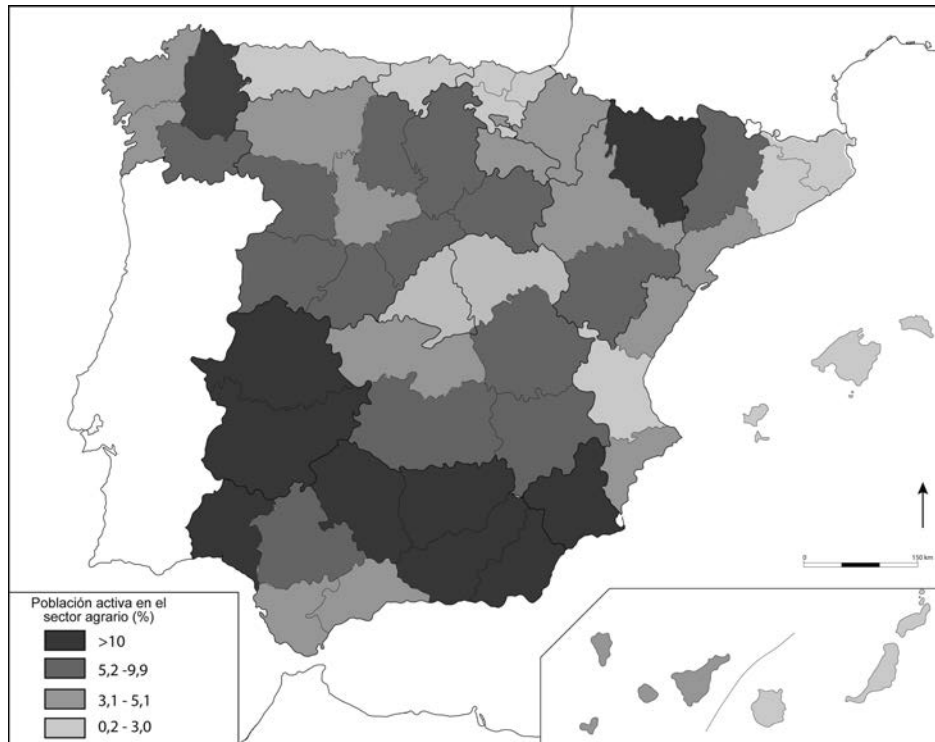 0 150 km
Población activa en el
sector agrario (%)
>10
5,2 -9,9
3,1 - 5,1
0,2 - 3,0